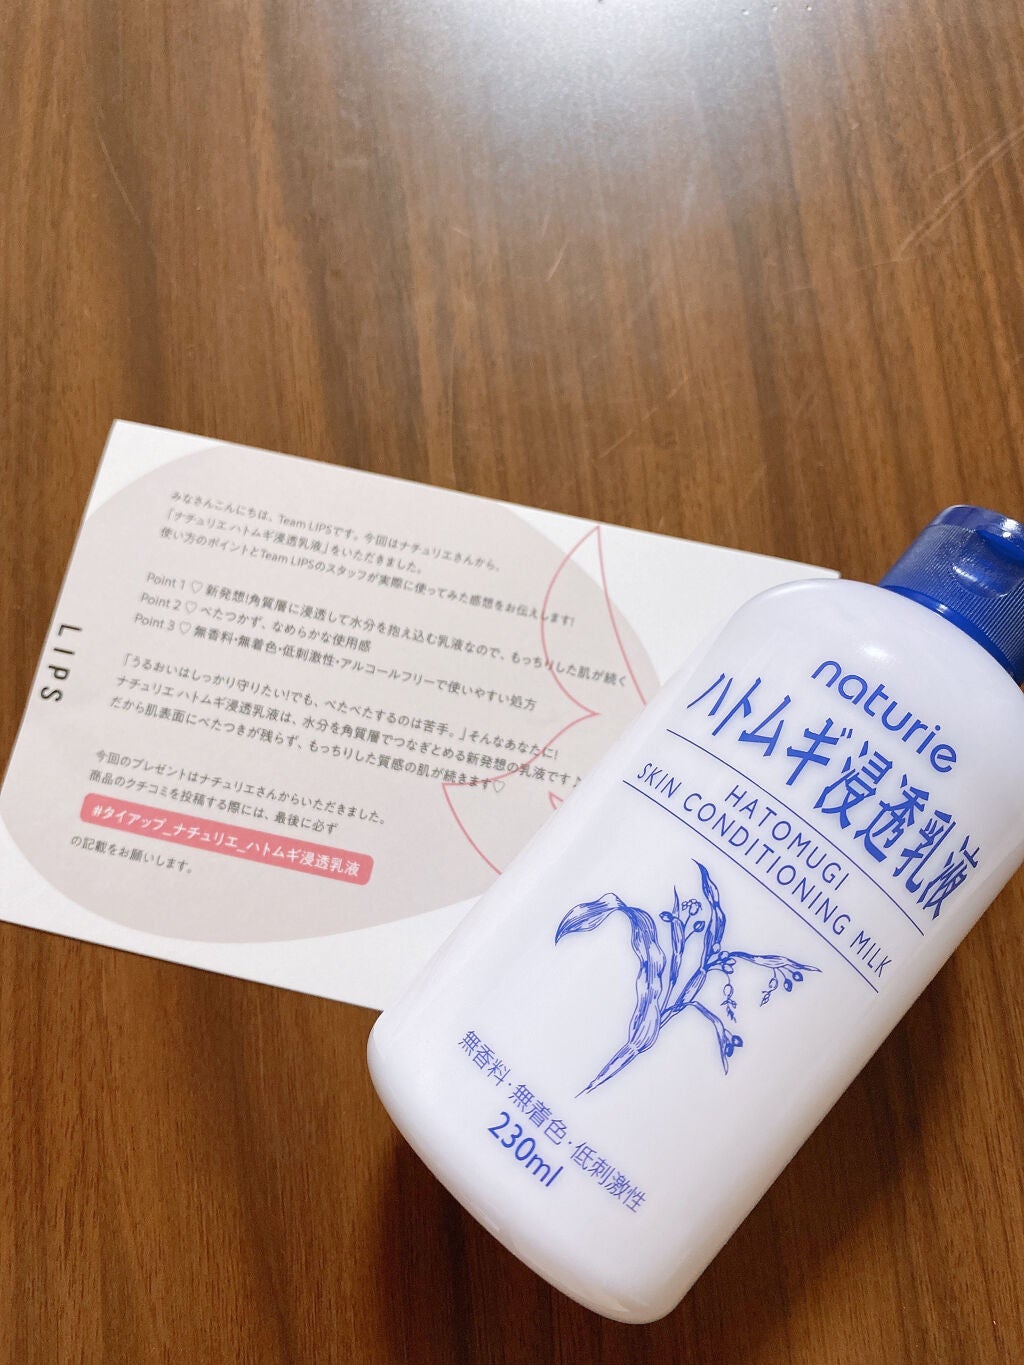 みなさんこんにちは、Team LIPSです。今回はナチュリエさんから、
「ナチュリエ ハトムギ浸透乳液」をいただきました。
使い方のポイントとTeam LIPSのスタッフが実際に使ってみた感想をお伝えします!
Point 1 ♡ 新発想!角質層に浸透して水分を抱え込む乳液なので、もっちりした肌が続く
Point 2 ♡ べたつかず、なめらかな使用感
Point 3 ♡ 無香料・無着色・低刺激性・アルコールフリーで使いやすい処方
「うるおいはしっかり守りたい!でも、べたべたするのは苦手。」そんなあなたに!
ナチュリエ ハトムギ浸透乳液は、水分を角質層でつなぎとめる新発想の乳液です♪
だから肌表面にべたつきが残らず、もっちりした質感の肌が続きます♡
今回のプレゼントはナチュリエさんからいただきました。
商品のクチコミを投稿する際には、最後に必ず
#タイアップ_ナチュリエ_ハトムギ浸透乳液
の記載をお願いします。
LIPS
naturie
ハトムギ浸透乳液
HATOMUGI
SKIN CONDITIONING MILK
無香料・無着色・低刺激性
230ml